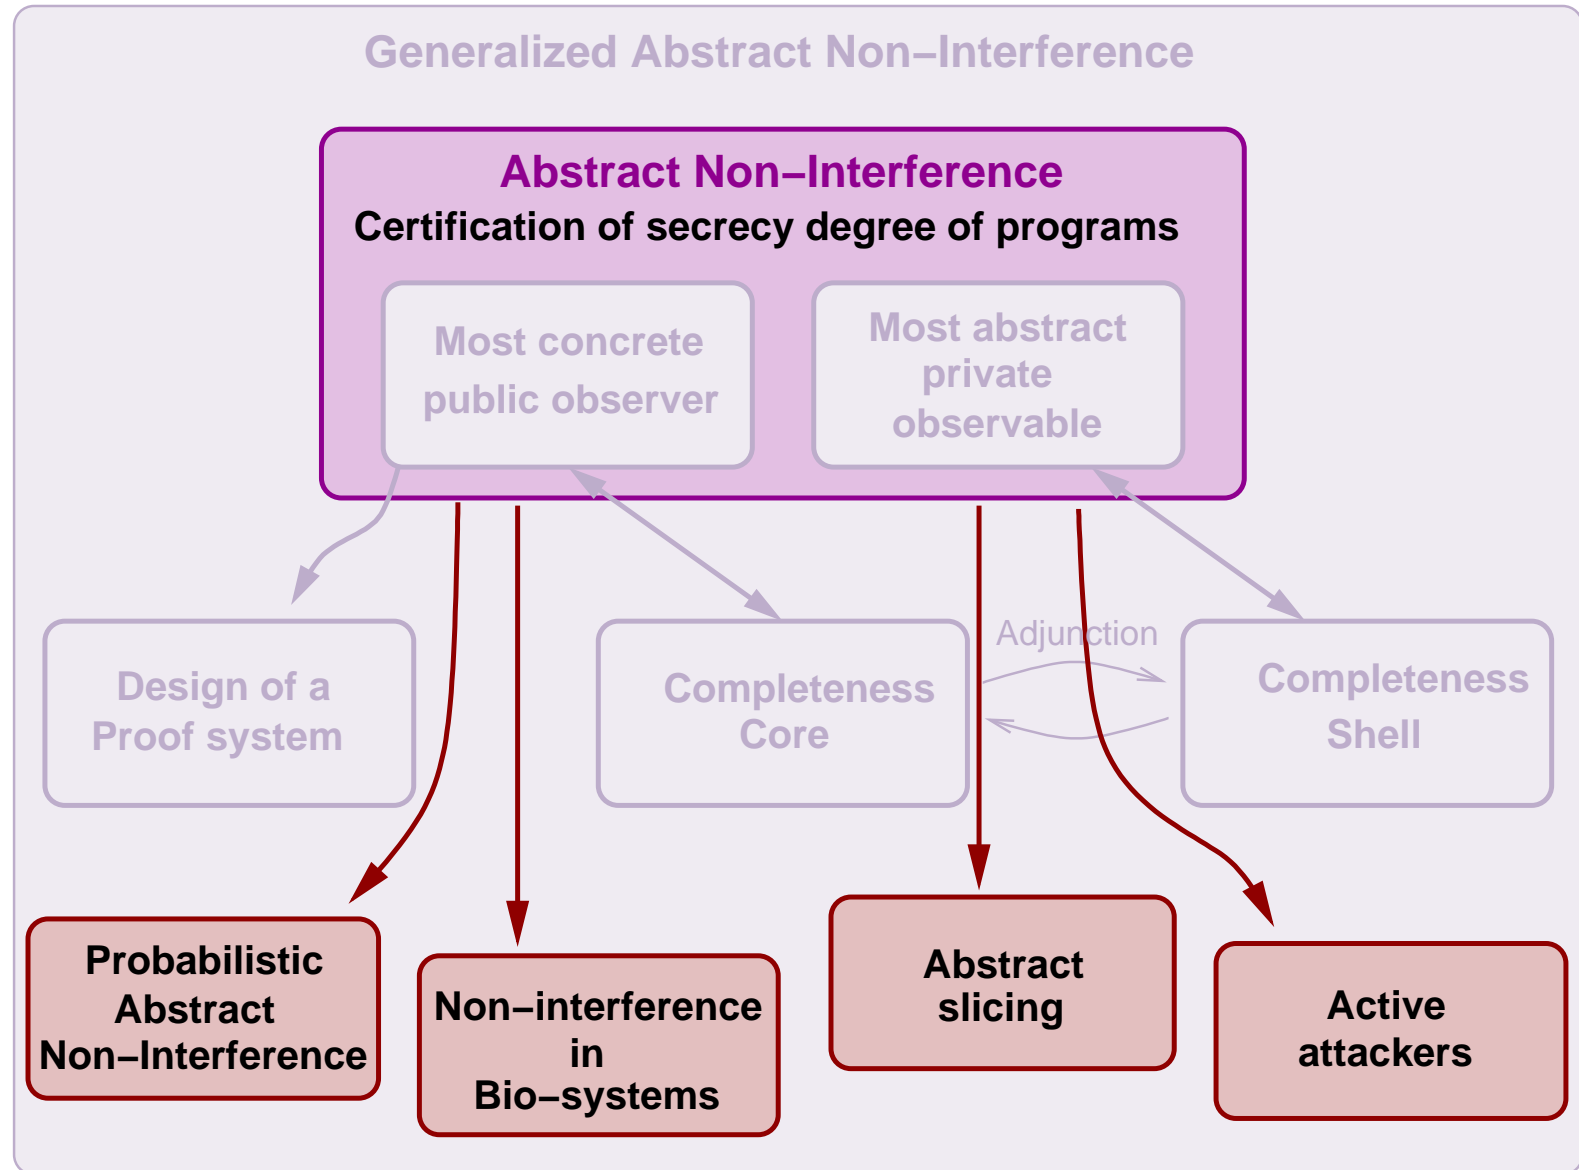 Generalized Abstract Non–Interference
Abstract Non–Interference
Certification of secrecy degree of programs
Most concrete
public observer
Most abstract
private
observable
Design of a
Proof system
Completeness
Core
Adjunction
Completeness
Shell
Probabilistic
Abstract
Non–Interference
Non–interference
in
Bio–systems
Abstract
slicing
Active
attackers